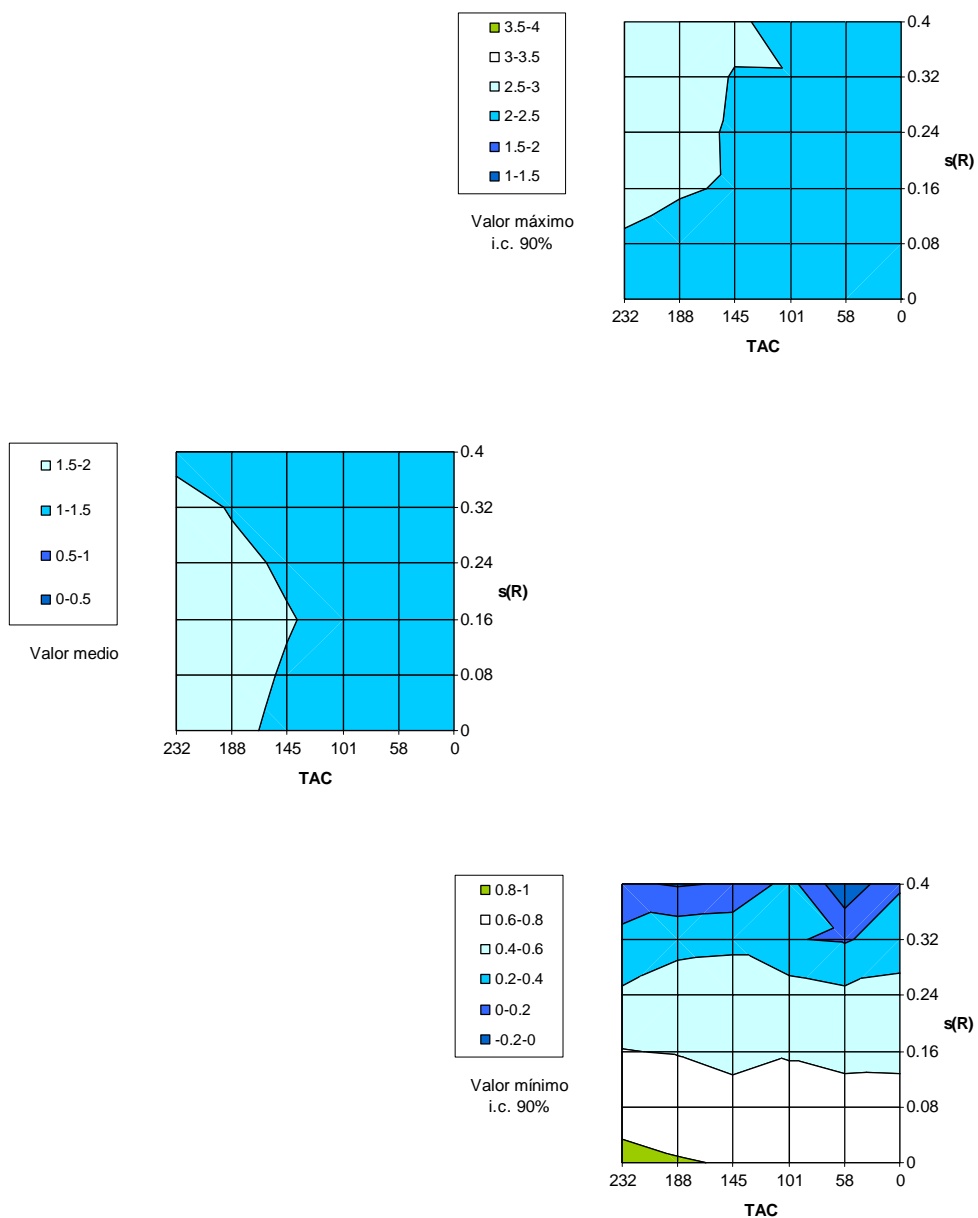 3.5-4
3-3.5
2.5-3
2-2.5
1.5-2
1-1.5
Valor máximo
i.c. 90%
0.4
0.32
0.24
s(R)
0.16
0.08
0
232 188 145 101 58 0
TAC
1.5-2
1-1.5
0.5-1
0-0.5
Valor medio
0.4
0.32
0.24
s(R)
0.16
0.08
0
232 188 145 101 58 0
TAC
0.8-1
0.6-0.8
0.4-0.6
0.2-0.4
0-0.2
-0.2-0
Valor mínimo
i.c. 90%
0.4
0.32
0.24
s(R)
0.16
0.08
0
232 188 145 101 58 0
TAC